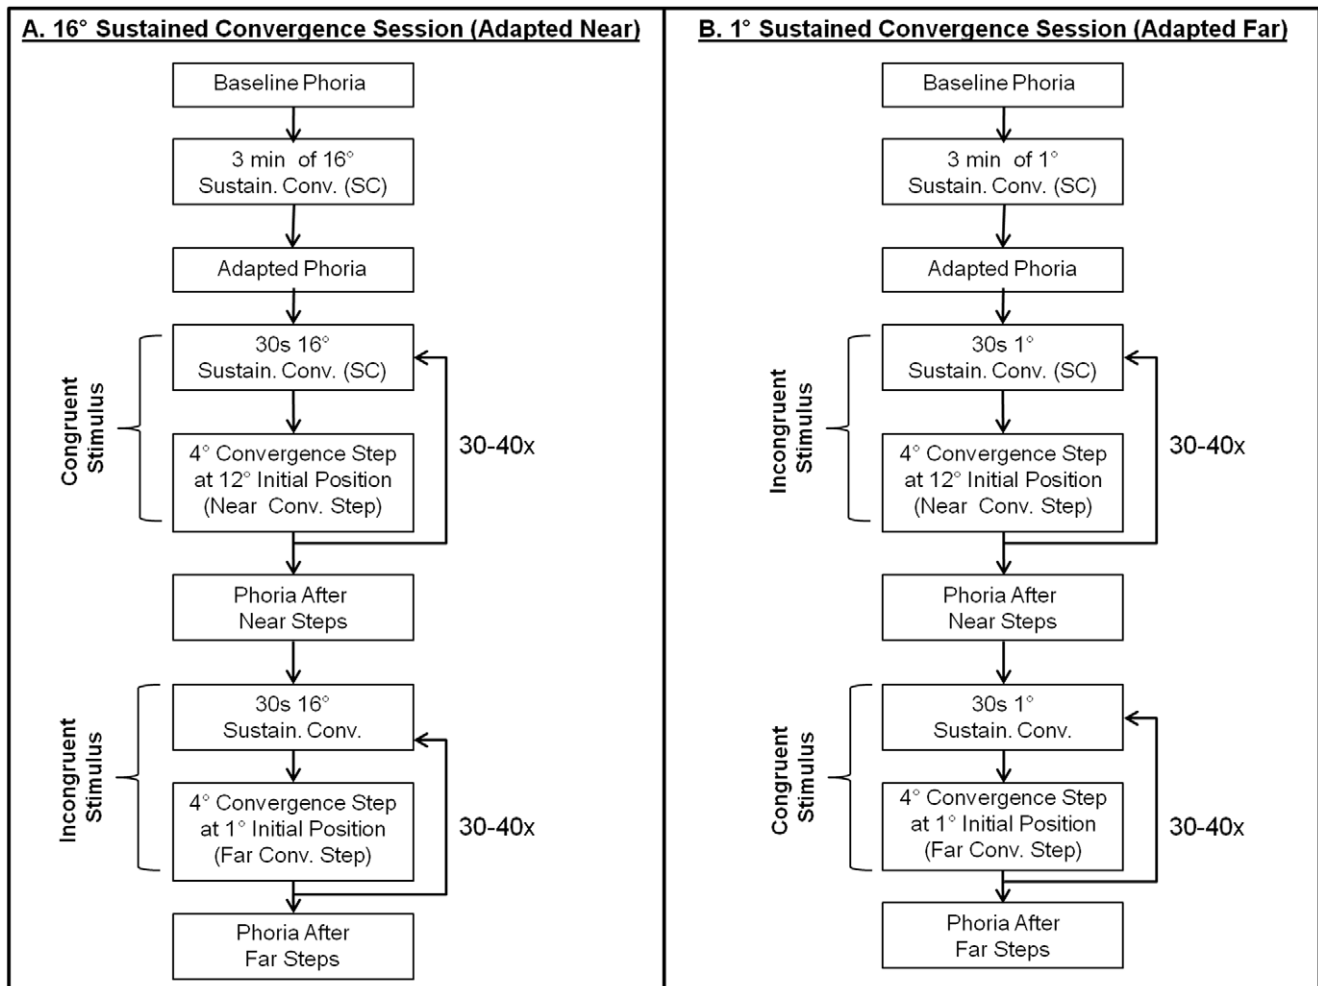 A. 16° Sustained Convergence Session (Adapted Near)
Baseline Phoria
3 min of 16°
Sustain. Conv. (SC)
Adapted Phoria
Congruent
Stimulus
30s 16°
Sustain. Conv. (SC)
4° Convergence Step
at 12° Initial Position
(Near Conv. Step)
30-40x
Phoria After
Near Steps
Incongruent
Stimulus
30s 16°
Sustain. Conv.
4° Convergence Step
at 1° Initial Position
(Far Conv. Step)
30-40x
Phoria After
Far Steps
B. 1° Sustained Convergence Session (Adapted Far)
Baseline Phoria
3 min of 1°
Sustain. Conv. (SC)
Adapted Phoria
Incongruent
Stimulus
30s 1°
Sustain. Conv. (SC)
4° Convergence Step
at 12° Initial Position
(Near Conv. Step)
30-40x
Phoria After
Near Steps
Congruent
Stimulus
30s 1°
Sustain. Conv.
4° Convergence Step
at 1° Initial Position
(Far Conv. Step)
30-40x
Phoria After
Far Steps